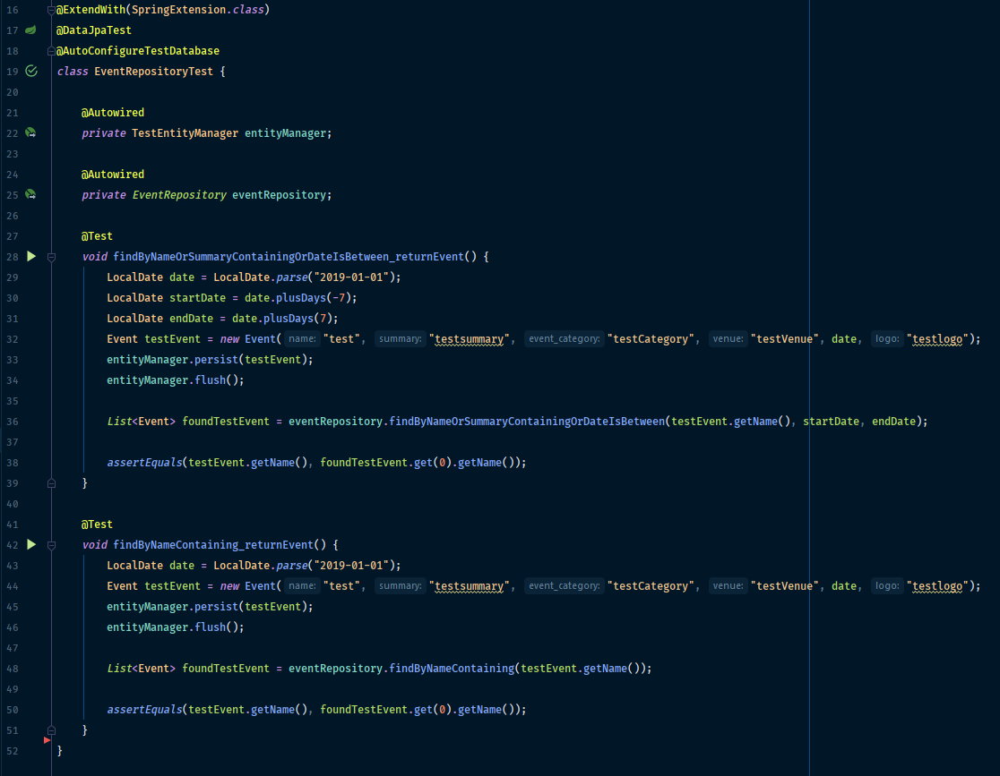 16 @ExtendWith(SpringExtension.class)
17 @DataJpaTest
18 @AutoConfigureTestDatabase
19 class EventRepositoryTest {
20
21 @Autowired
22 private TestEntityManager entityManager;
23
24 @Autowired
25 private EventRepository eventRepository;
26
27 @Test
28 void findByNameOrSummaryContainingOrDateIsBetween_returnEvent() {
29 LocalDate date = LocalDate.parse("2019-01-01");
30 LocalDate startDate = date.plusDays(-7);
31 LocalDate endDate = date.plusDays(7);
32 Event testEvent = new Event( name: "test", summary: "testsummary", event_category: "testCategory", venue: "testVenue", date, logo: "testlogo");
33 entityManager.persist(testEvent);
34 entityManager.flush();
35
36 List<Event> foundTestEvent = eventRepository.findByNameOrSummaryContainingOrDateIsBetween(testEvent.getName(), startDate, endDate);
37
38 assertEquals(testEvent.getName(), foundTestEvent.get(0).getName());
39 }
40
41 @Test
42 void findByNameContaining_returnEvent() {
43 LocalDate date = LocalDate.parse("2019-01-01");
44 Event testEvent = new Event( name: "test", summary: "testsummary", event_category: "testCategory", venue: "testVenue", date, logo: "testlogo");
45 entityManager.persist(testEvent);
46 entityManager.flush();
47
48 List<Event> foundTestEvent = eventRepository.findByNameContaining(testEvent.getName());
49
50 assertEquals(testEvent.getName(), foundTestEvent.get(0).getName());
51 }
52 }